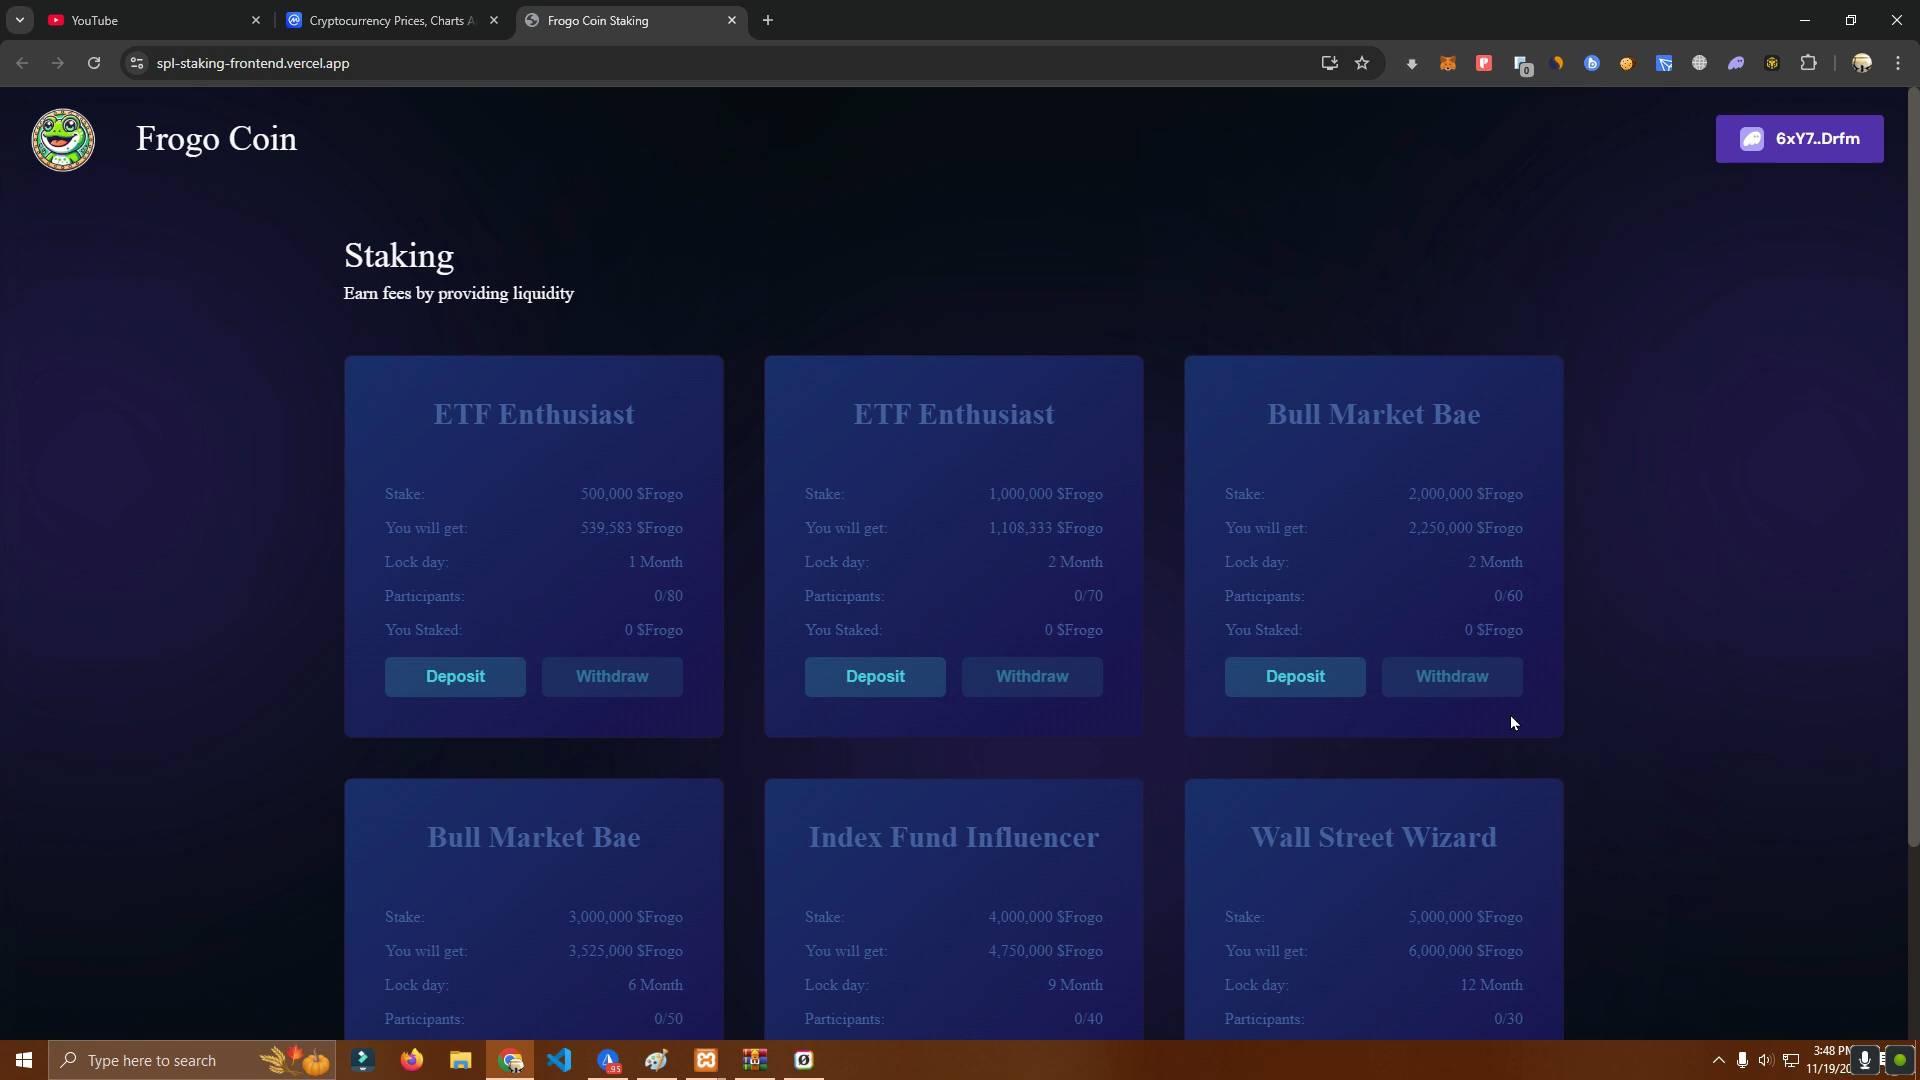 YouTube
Cryptocurrency Prices, Charts A
Frogo Coin Staking
spl-staking-frontend.vercel.app
0
Frogo Coin
6xY7..Drfm
Staking
Earn fees by providing liquidity
ETF Enthusiast
Stake: 500,000 $Frogo
You will get: 539,583 $Frogo
Lock day: 1 Month
Participants: 0/80
You Staked: 0 $Frogo
Deposit Withdraw
ETF Enthusiast
Stake: 1,000,000 $Frogo
You will get: 1,108,333 $Frogo
Lock day: 2 Month
Participants: 0/70
You Staked: 0 $Frogo
Deposit Withdraw
Bull Market Bae
Stake: 2,000,000 $Frogo
You will get: 2,250,000 $Frogo
Lock day: 2 Month
Participants: 0/60
You Staked: 0 $Frogo
Deposit Withdraw
Bull Market Bae
Stake: 3,000,000 $Frogo
You will get: 3,525,000 $Frogo
Lock day: 6 Month
Participants: 0/50
Index Fund Influencer
Stake: 4,000,000 $Frogo
You will get: 4,750,000 $Frogo
Lock day: 9 Month
Participants: 0/40
Wall Street Wizard
Stake: 5,000,000 $Frogo
You will get: 6,000,000 $Frogo
Lock day: 12 Month
Participants: 0/30
Type here to search
.95
3:48 PM
11/19/20